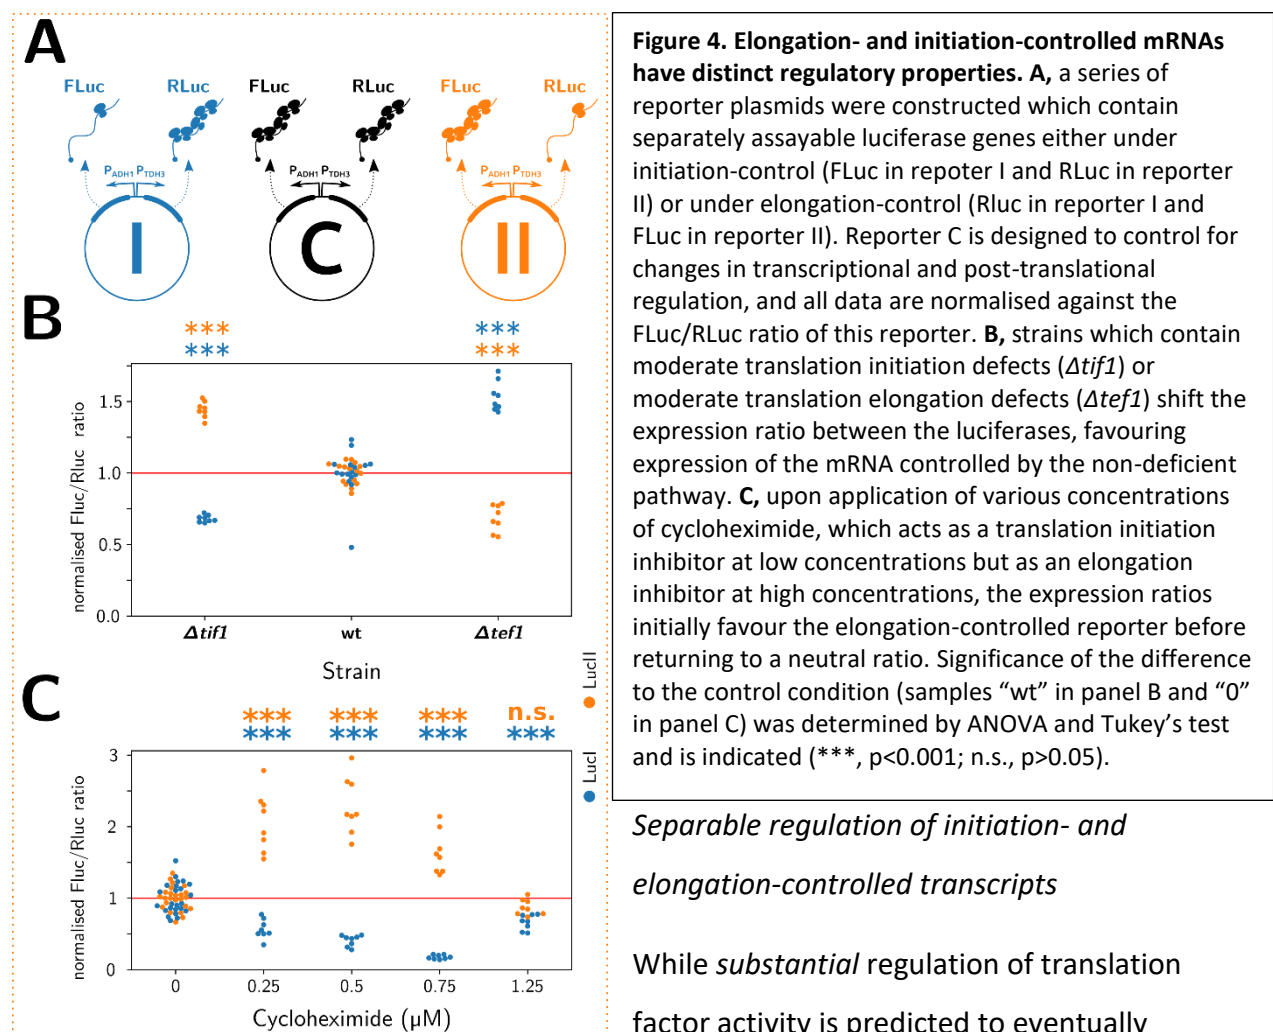 A
FLuc RLuc FLuc RLuc FLuc RLuc
PADH1 PTDH3 PADH1 PTDH3 PADH1 PTDH3
I C II
B
*** ***
*** ***
normalised Fluc/Rluc ratio
1.5
1.0
0.5
0.0
Δtif1 wt Δtef1
Strain
LucII
LucI
C
*** *** *** n.s.
*** *** *** ***
normalised Fluc/Rluc ratio
3
2
1
0
0 0.25 0.5 0.75 1.25
Cycloheximide (μM)
Figure 4. Elongation- and initiation-controlled mRNAs
have distinct regulatory properties. A, a series of
reporter plasmids were constructed which contain
separately assayable luciferase genes either under
initiation-control (FLuc in repoter I and RLuc in reporter
II) or under elongation-control (Rluc in reporter I and
FLuc in reporter II). Reporter C is designed to control for
changes in transcriptional and post-translational
regulation, and all data are normalised against the
FLuc/RLuc ratio of this reporter. B, strains which contain
moderate translation initiation defects (Δtif1) or
moderate translation elongation defects (Δtef1) shift the
expression ratio between the luciferases, favouring
expression of the mRNA controlled by the non-deficient
pathway. C, upon application of various concentrations
of cycloheximide, which acts as a translation initiation
inhibitor at low concentrations but as an elongation
inhibitor at high concentrations, the expression ratios
initially favour the elongation-controlled reporter before
returning to a neutral ratio. Significance of the difference
to the control condition (samples “wt” in panel B and “0”
in panel C) was determined by ANOVA and Tukey’s test
and is indicated (***, p<0.001; n.s., p>0.05).
Separable regulation of initiation- and
elongation-controlled transcripts
While substantial regulation of translation
factor activity is predicted to eventually